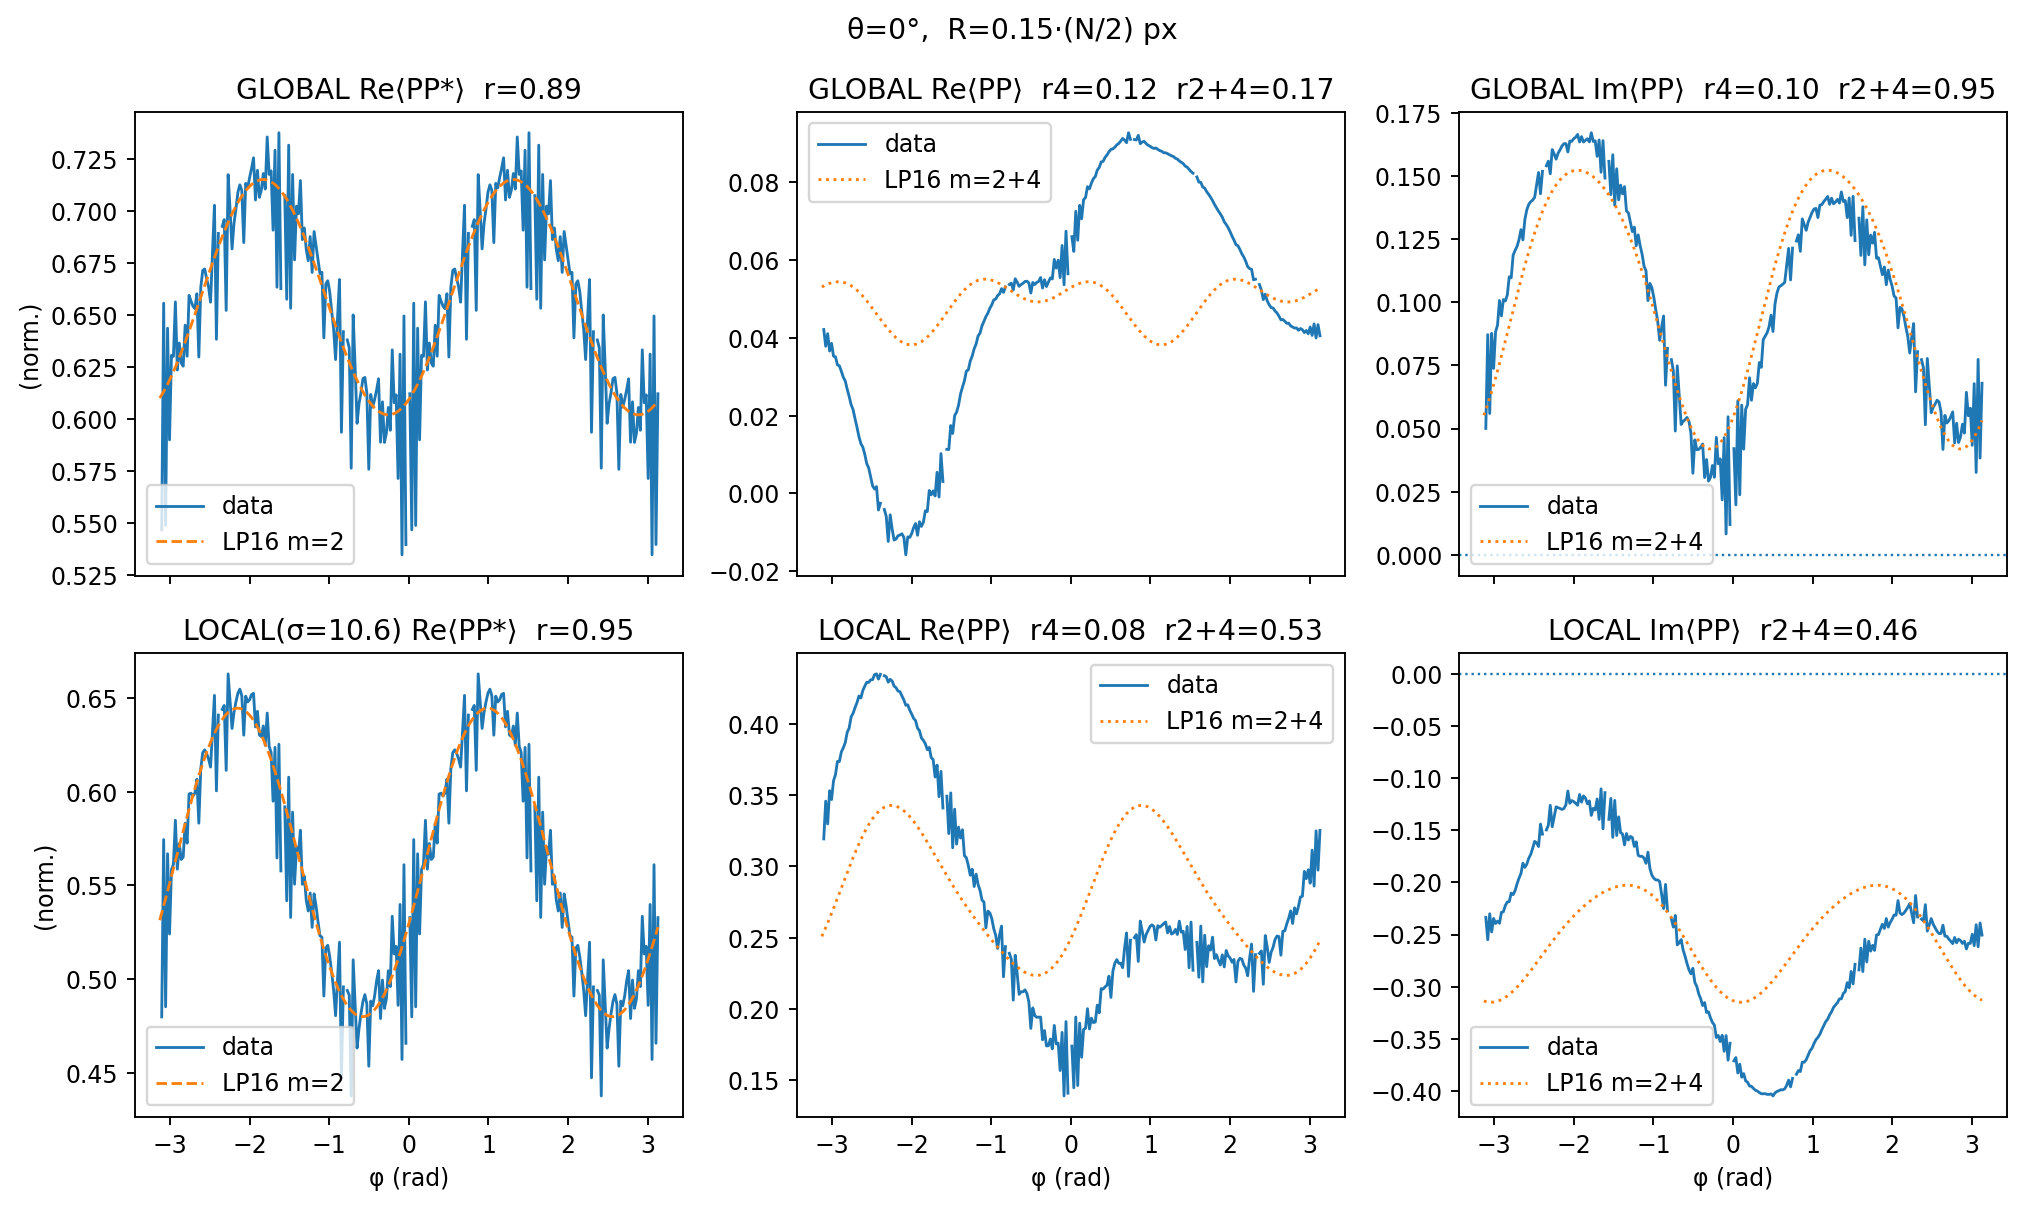 θ=0°,  R=0.15·(N/2) px
GLOBAL Re⟨PP*⟩  r=0.89
GLOBAL Re⟨PP⟩  r4=0.12  r2+4=0.17
GLOBAL Im⟨PP⟩  r4=0.10  r2+4=0.95
(norm.)
0.725
0.700
0.675
0.650
0.625
0.600
0.575
0.550
0.525
data
LP16 m=2
0.08
0.06
0.04
0.02
0.00
−0.02
data
LP16 m=2+4
0.175
0.150
0.125
0.100
0.075
0.050
0.025
0.000
data
LP16 m=2+4
LOCAL(σ=10.6) Re⟨PP*⟩  r=0.95
LOCAL Re⟨PP⟩  r4=0.08  r2+4=0.53
LOCAL Im⟨PP⟩  r2+4=0.46
(norm.)
0.65
0.60
0.55
0.50
0.45
data
LP16 m=2
−3 −2 −1 0 1 2 3
φ (rad)
0.40
0.35
0.30
0.25
0.20
0.15
data
LP16 m=2+4
−3 −2 −1 0 1 2 3
φ (rad)
0.00
−0.05
−0.10
−0.15
−0.20
−0.25
−0.30
−0.35
−0.40
data
LP16 m=2+4
−3 −2 −1 0 1 2 3
φ (rad)